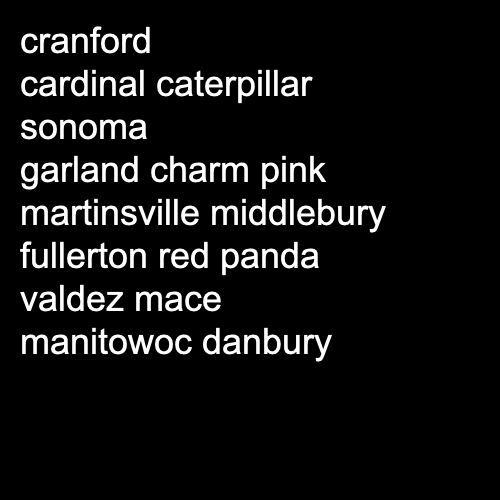 cranford
cardinal caterpillar
sonoma
garland charm pink
martinsville middlebury
fullerton red panda
valdez mace
manitowoc danbury